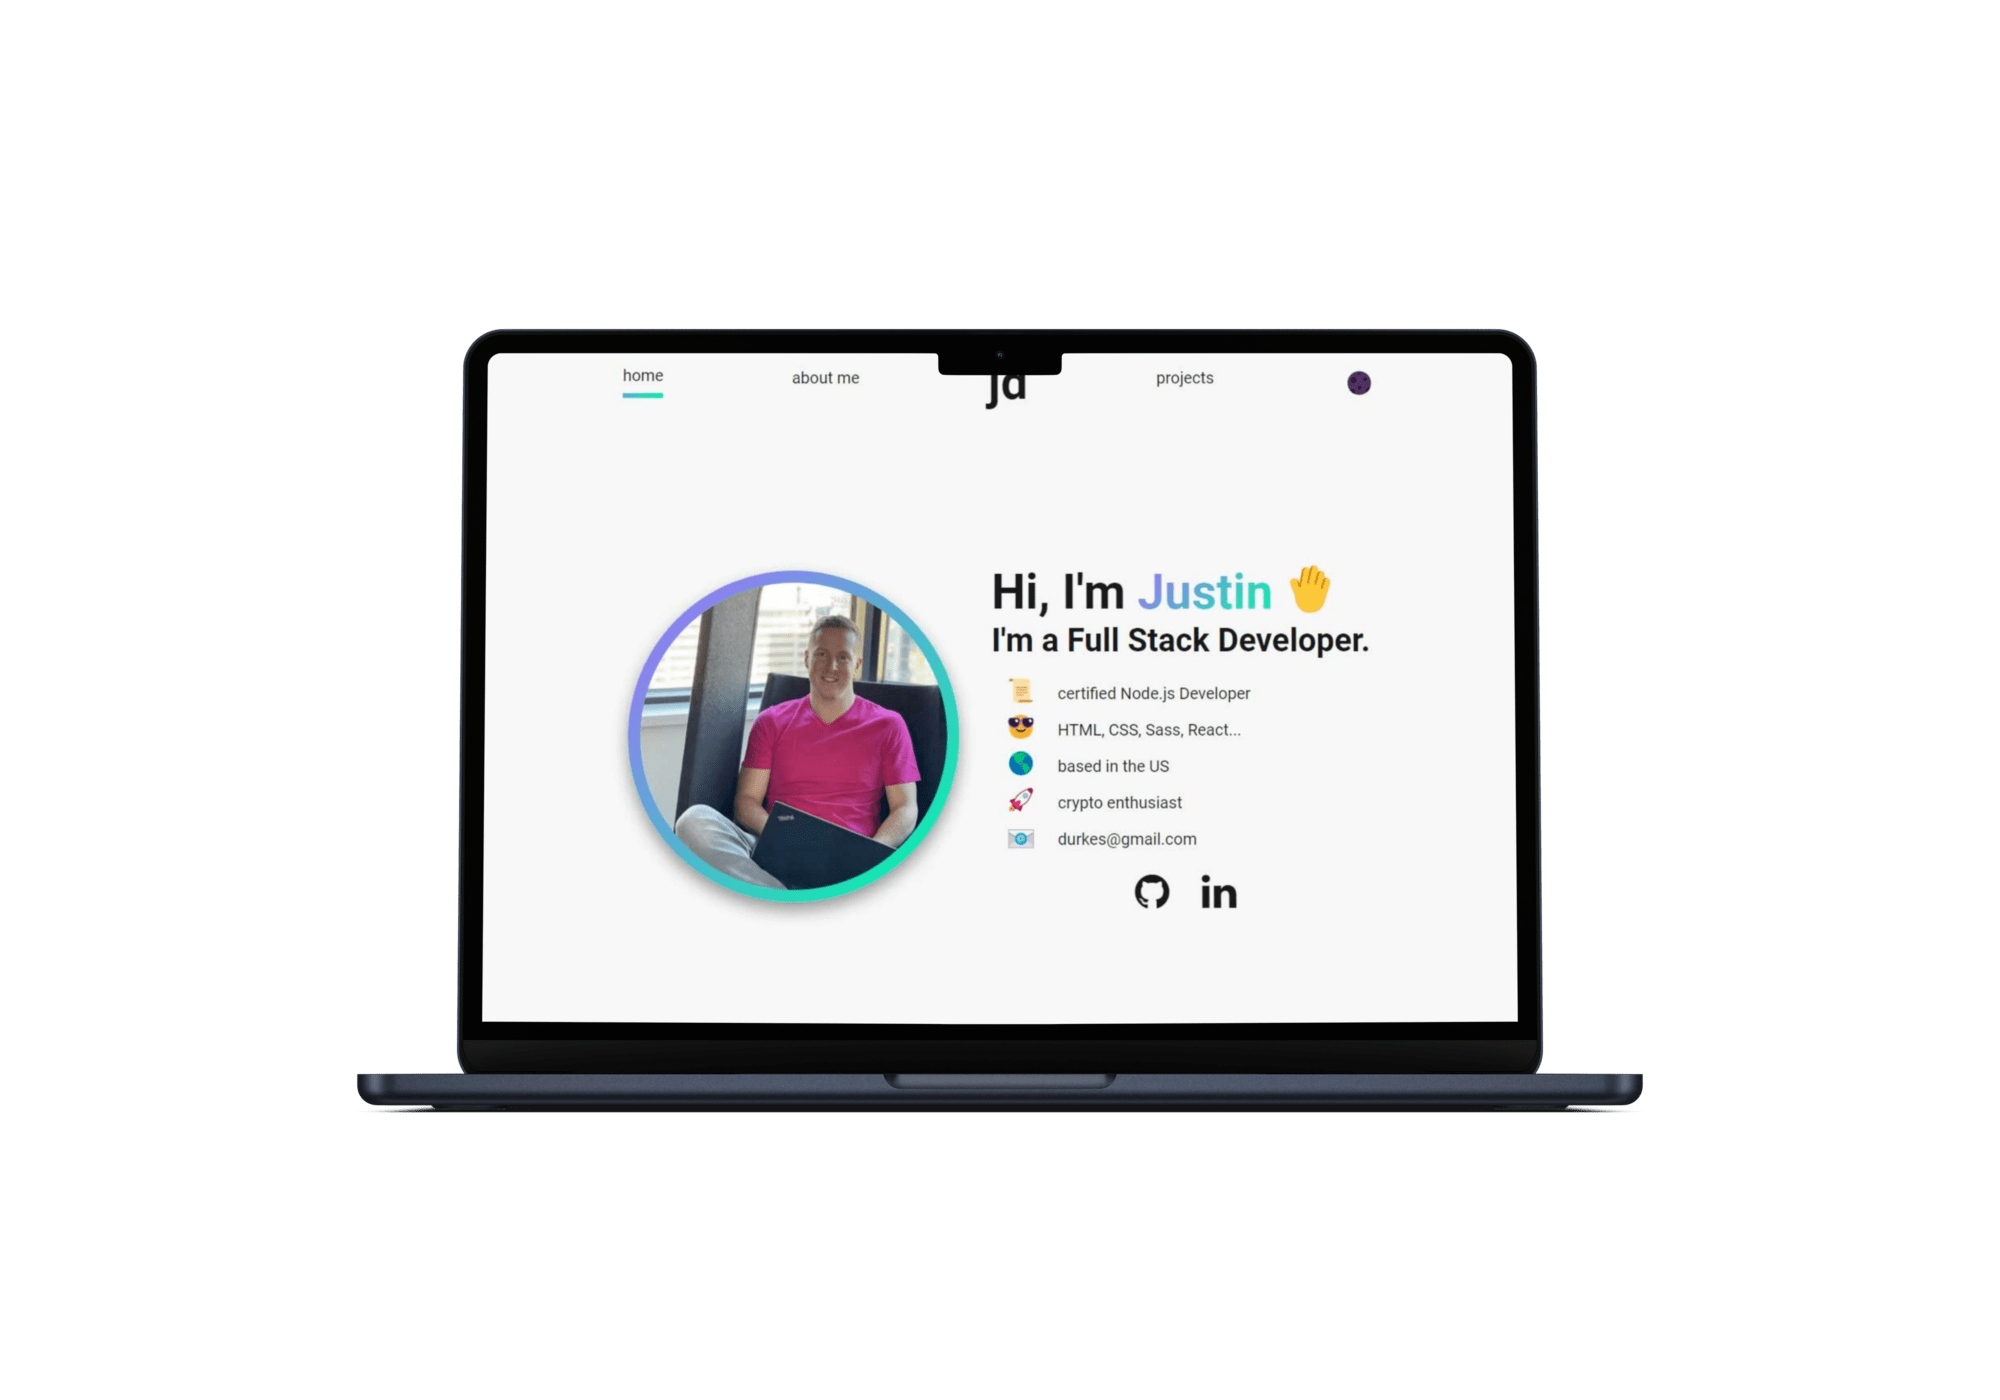 home
about me
jd
projects
Hi, I'm Justin
I'm a Full Stack Developer.
certified Node.js Developer
HTML, CSS, Sass, React...
based in the US
crypto enthusiast
durkes@gmail.com
in